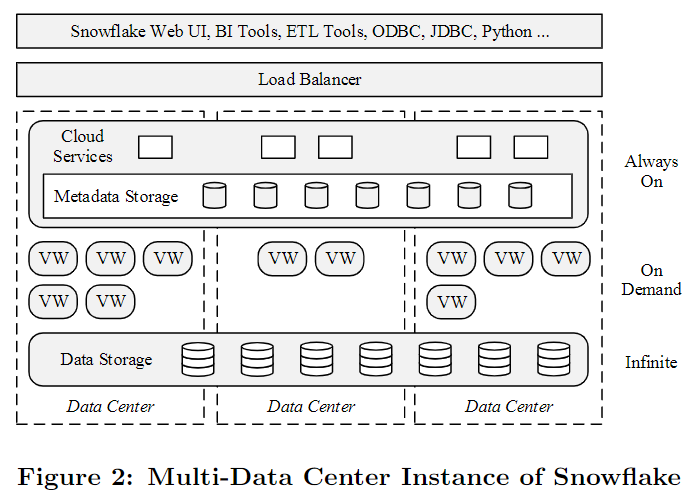 Snowflake Web UI, BI Tools, ETL Tools, ODBC, JDBC, Python ...
Load Balancer
Cloud
Services
Metadata Storage
Always
On
VW VW VW VW VW VW VW VW
VW VW VW
On
Demand
Data Storage
Infinite
Data Center Data Center Data Center
Figure 2: Multi-Data Center Instance of Snowflake